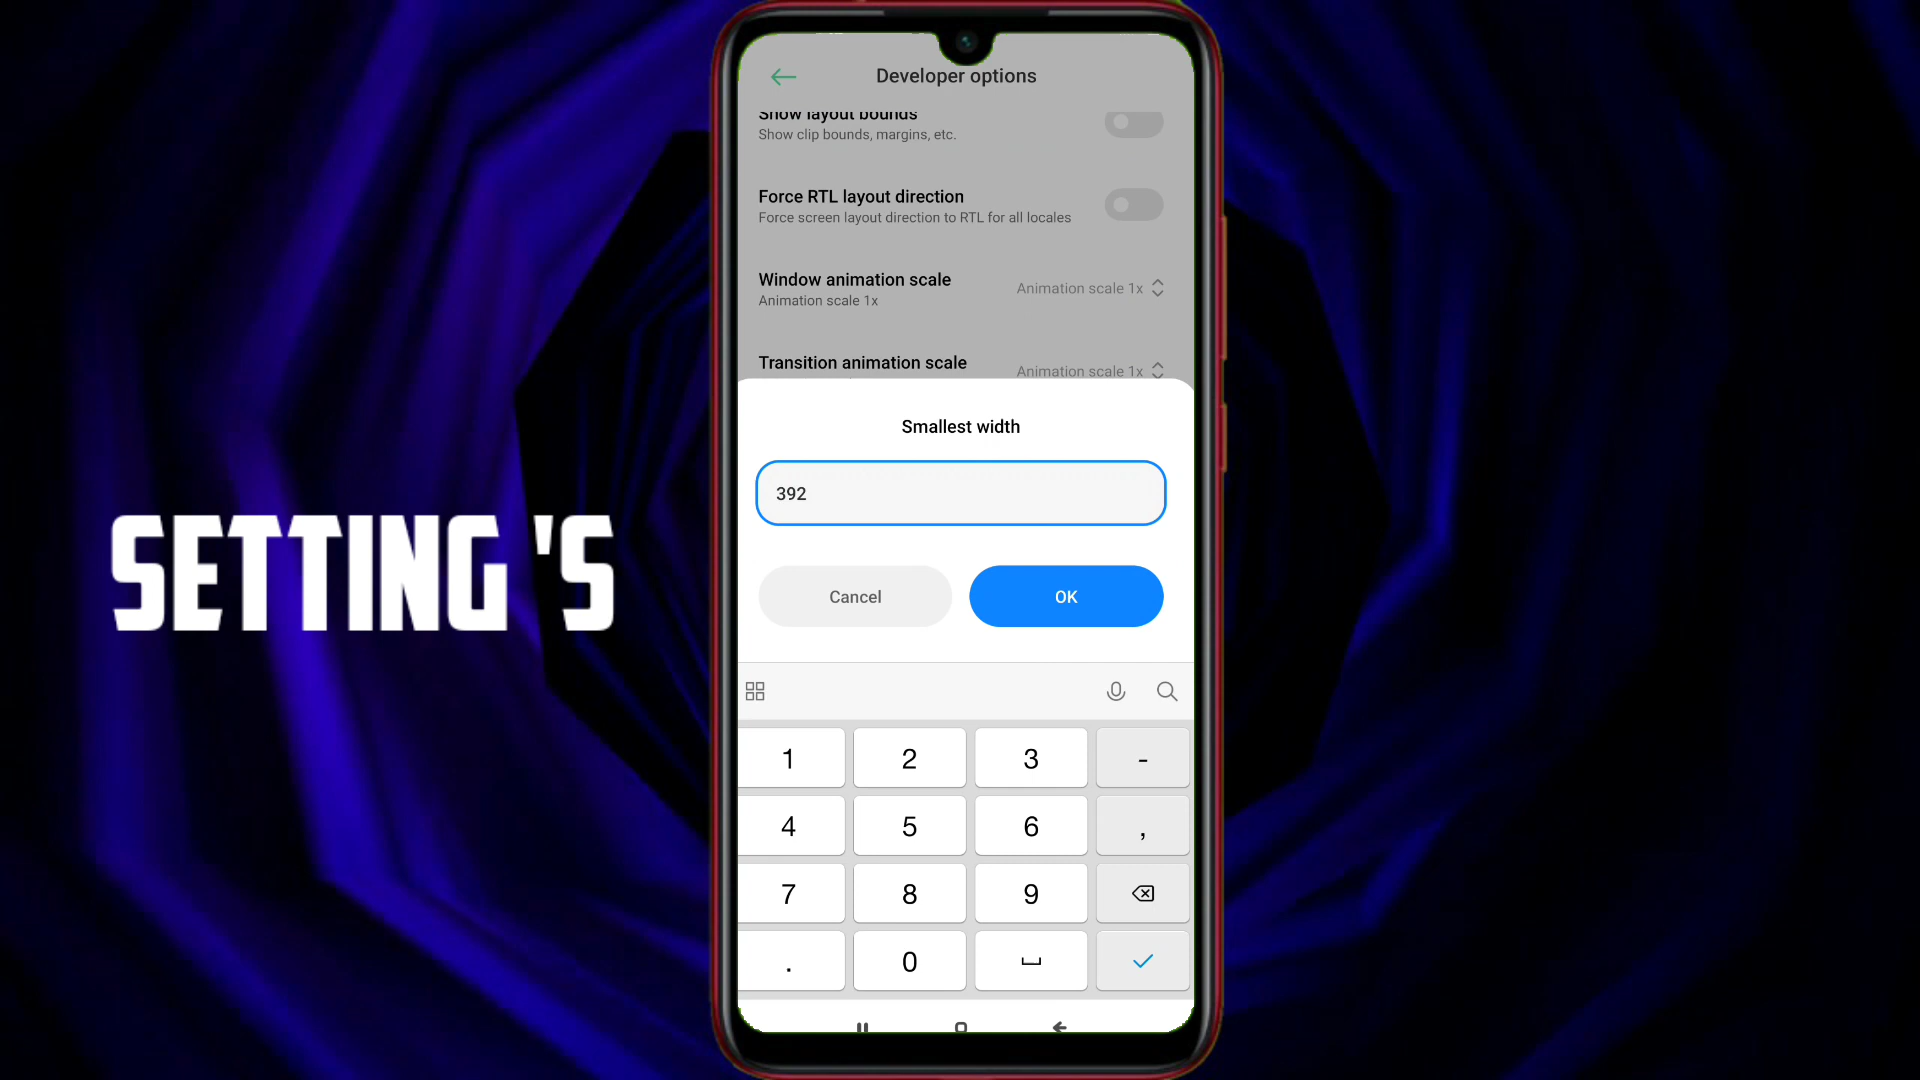 Developer options
Show layout bounds
Show clip bounds, margins, etc.
Force RTL layout direction
Force screen layout direction to RTL for all locales
Window animation scale
Animation scale 1x
Animation scale 1x
Transition animation scale
Animation scale 1x
Smallest width
392
Cancel
OK
SETTING 'S
1 2 3 -
4 5 6 ,
7 8 9
. 0